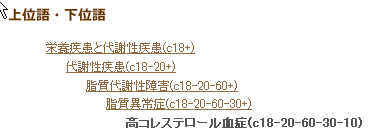 上位語・下位語
栄養疾患と代謝性疾患(c18+)
代謝性疾患(c18-20+)
脂質代謝性障害(c18-20-60+)
脂質異常症(c18-20-60-30+)
高コレステロール血症(c18-20-60-30-10)